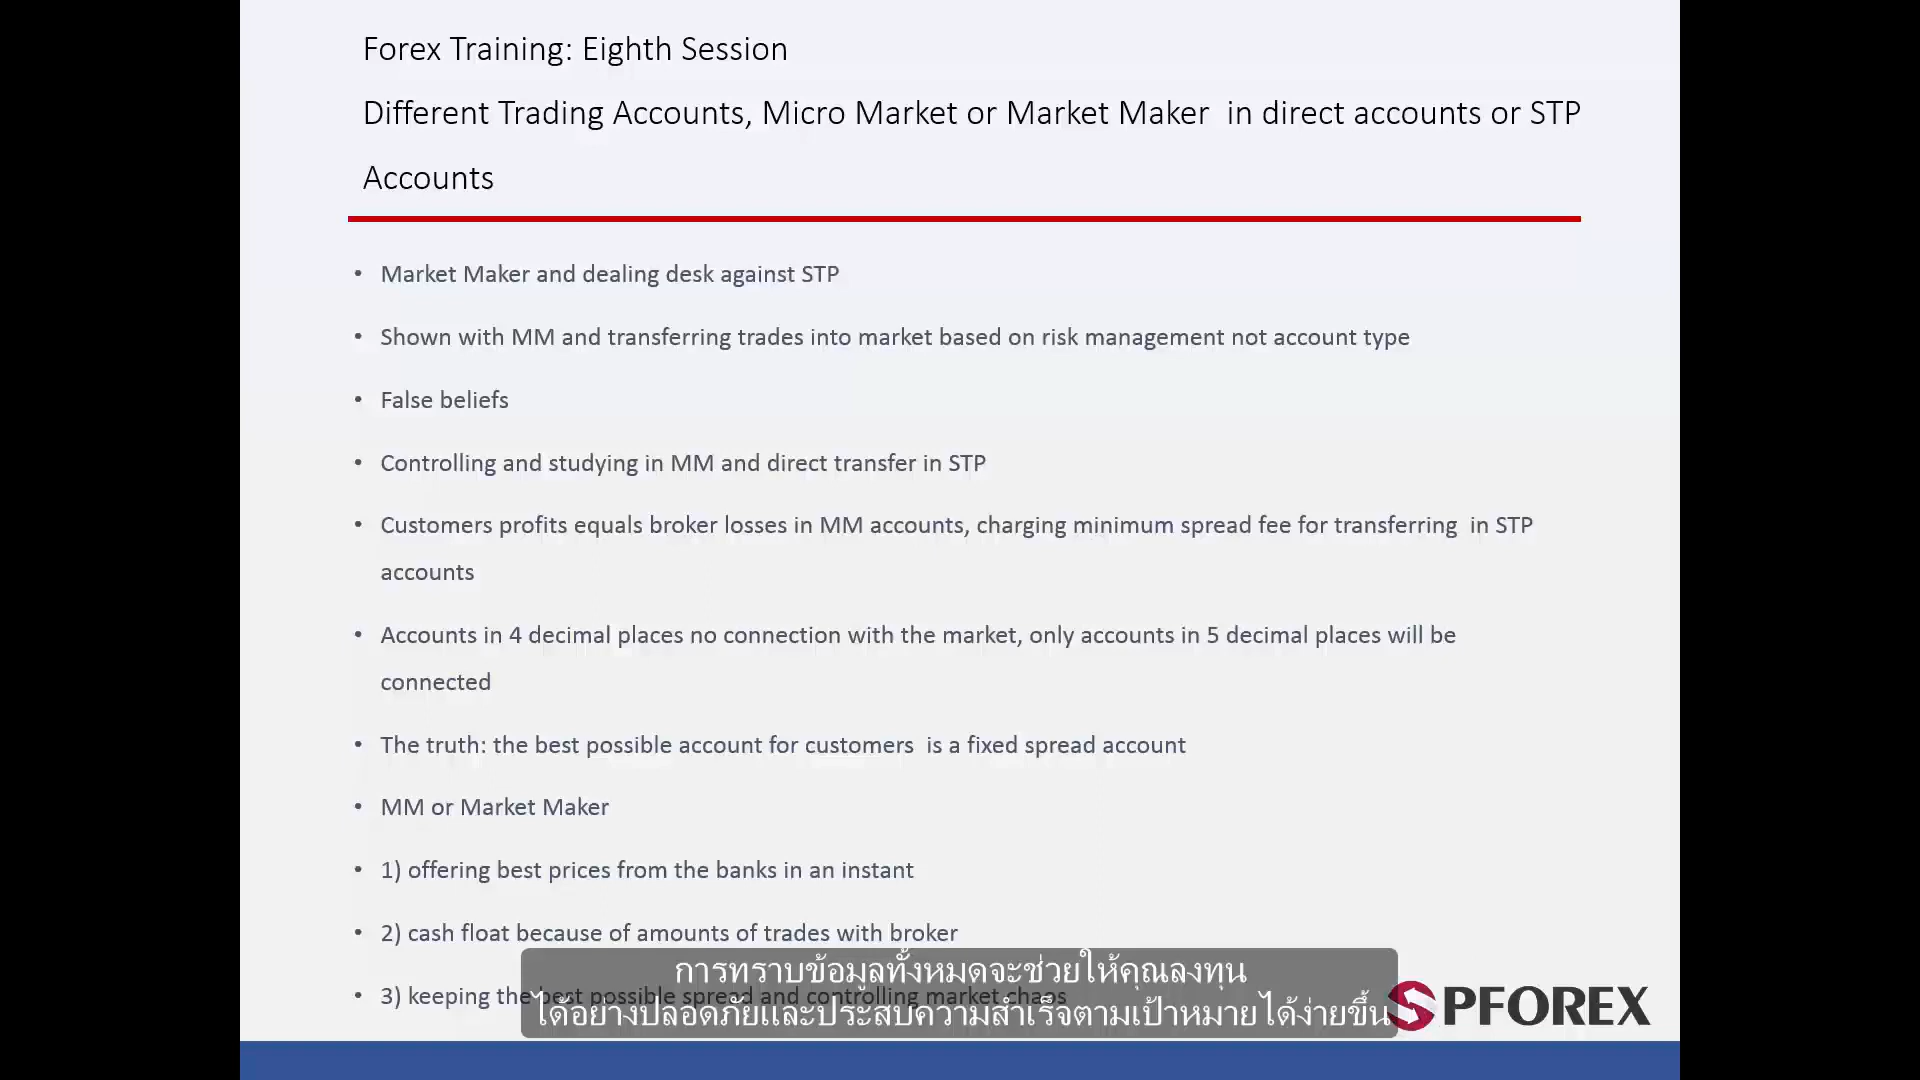 Forex Training: Eighth Session
Different Trading Accounts, Micro Market or Market Maker in direct accounts or STP
Accounts
• Market Maker and dealing desk against STP
• Shown with MM and transferring trades into market based on risk management not account type
• False beliefs
• Controlling and studying in MM and direct transfer in STP
• Customers profits equals broker losses in MM accounts, charging minimum spread fee for transferring in STP
accounts
• Accounts in 4 decimal places no connection with the market, only accounts in 5 decimal places will be
connected
• The truth: the best possible account for customers is a fixed spread account
• MM or Market Maker
• 1) offering best prices from the banks in an instant
• 2) cash float because of amounts of trades with broker
• 3) keeping the best possible spread and controlling market chaos
การทราบข้อมูลทั้งหมดจะช่วยให้คุณลงทุน
ได้อย่างปลอดภัยและประสบความสำเร็จตามเป้าหมายได้ง่ายขึ้น
PFOREX